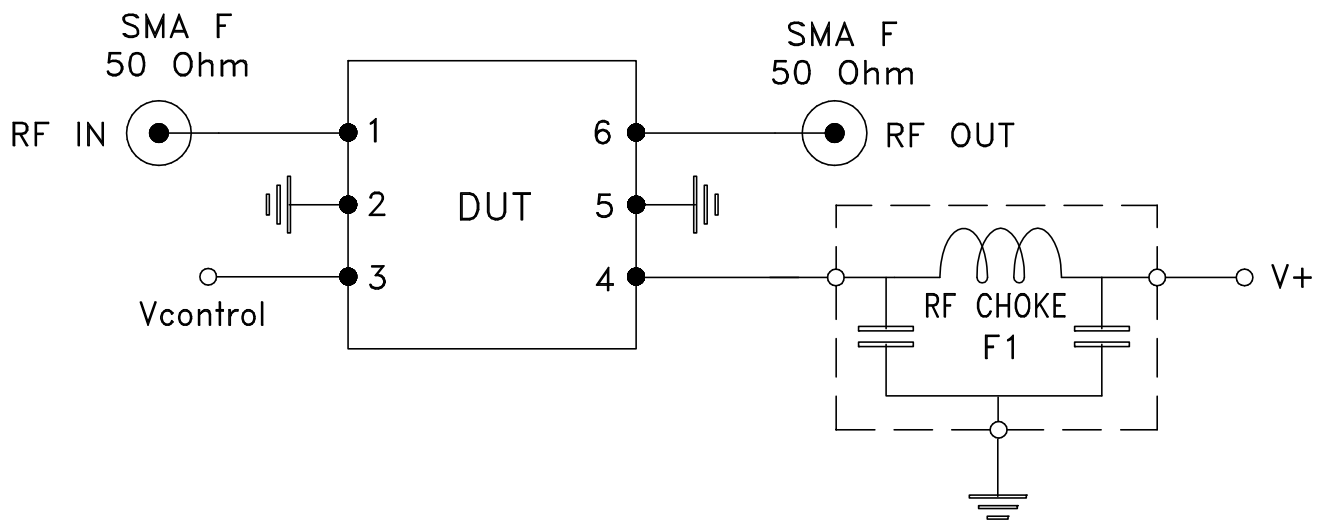 SMA F
50 Ohm
RF IN
1
2
3
Vcontrol
DUT
6
5
4
SMA F
50 Ohm
RF OUT
RF CHOKE
F1
V+